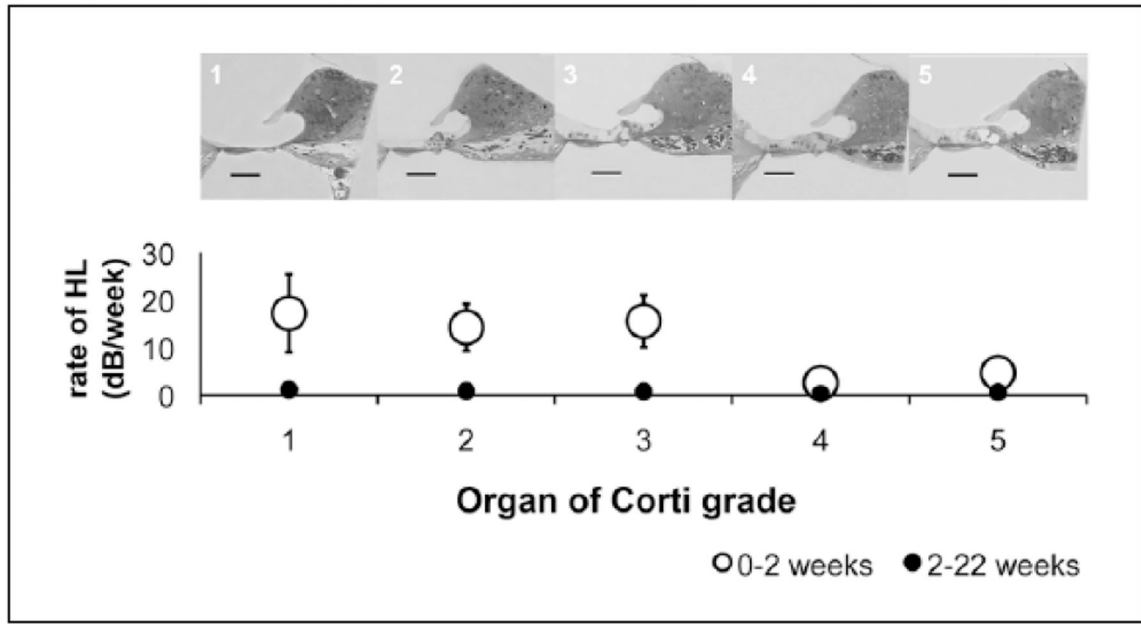 1 2 3 4 5
30
20
10
0
rate of HL
(dB/week)
1 2 3 4 5
Organ of Corti grade
0-2 weeks 2-22 weeks